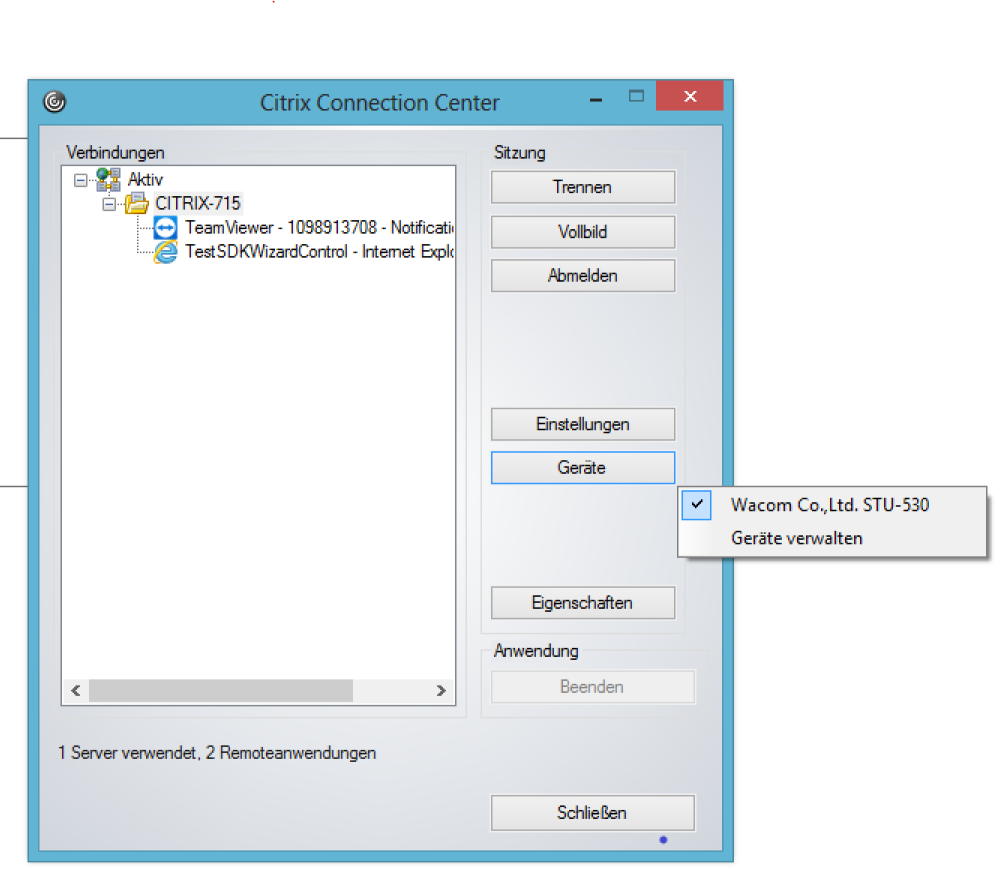 Citrix Connection Center
Verbindungen
Aktiv
CITRIX-715
TeamViewer - 1098913708 - Notificati
TestSDKWizardControl - Internet Explo
Sitzung
Trennen
Vollbild
Abmelden
Einstellungen
Geräte
Wacom Co.,Ltd. STU-530
Geräte verwalten
Eigenschaften
Anwendung
Beenden
1 Server verwendet, 2 Remoteanwendungen
Schließen